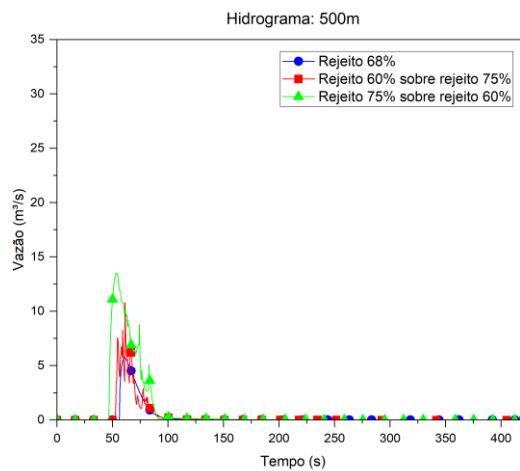 Hidrograma: 500m
35
30
25
20
15
10
5
0
Vazão (m³/s)
Rejeito 68%
Rejeito 60% sobre rejeito 75%
Rejeito 75% sobre rejeito 60%
0 50 100 150 200 250 300 350 400
Tempo (s)